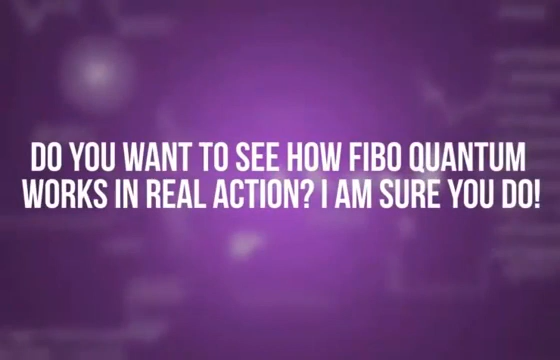 DO YOU WANT TO SEE HOW FIBO QUANTUM
WORKS IN REAL ACTION? I AM SURE YOU DO!